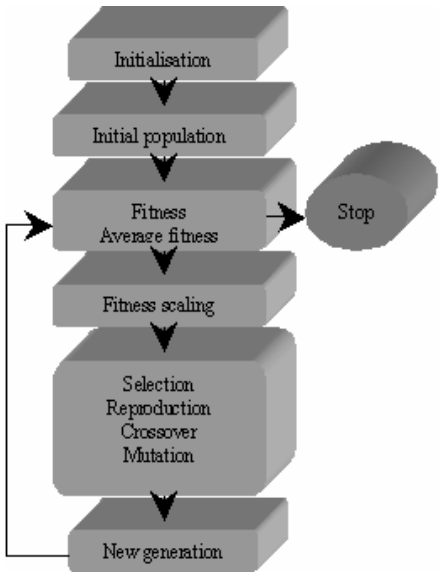 Initialisation
Initial population
Fitness
Average fitness
Stop
Fitness scaling
Selection
Reproduction
Crossover
Mutation
New generation